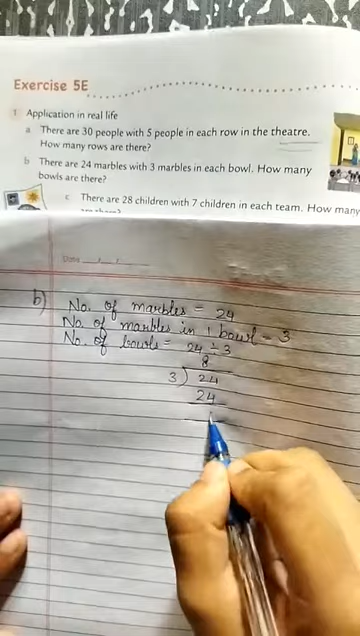 Exercise 5E
1 Application in real life
a There are 30 people with 5 people in each row in the theatre.
How many rows are there?
b There are 24 marbles with 3 marbles in each bowl. How many
bowls are there?
c There are 28 children with 7 children in each team. How many
Date
b) No. of marbles = 24
No. of marbles in 1 bowl = 3
No. of bowls = 24 ÷ 3
8
3 ) 24
24